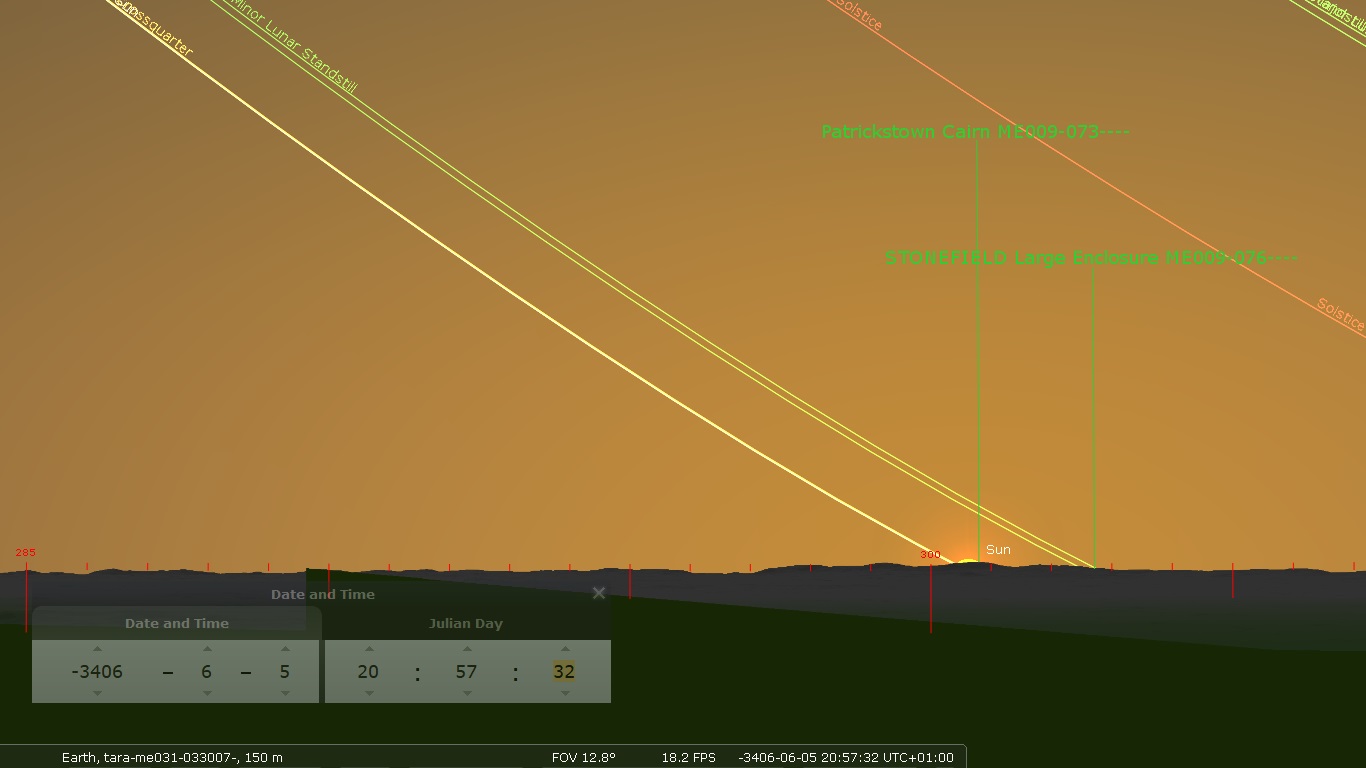 Crossquarter
Minor Lunar Standstill
Solstice
Patrickstown Cairn ME009-073----
STONEFIELD Large Enclosure ME009-076----
Solstice
285
300
Sun
Date and Time
Date and Time
Julian Day
-3406 – 6 – 5 20 : 57 : 32
Earth, tara-me031-033007-, 150 m FOV 12.8° 18.2 FPS -3406-06-05 20:57:32 UTC+01:00